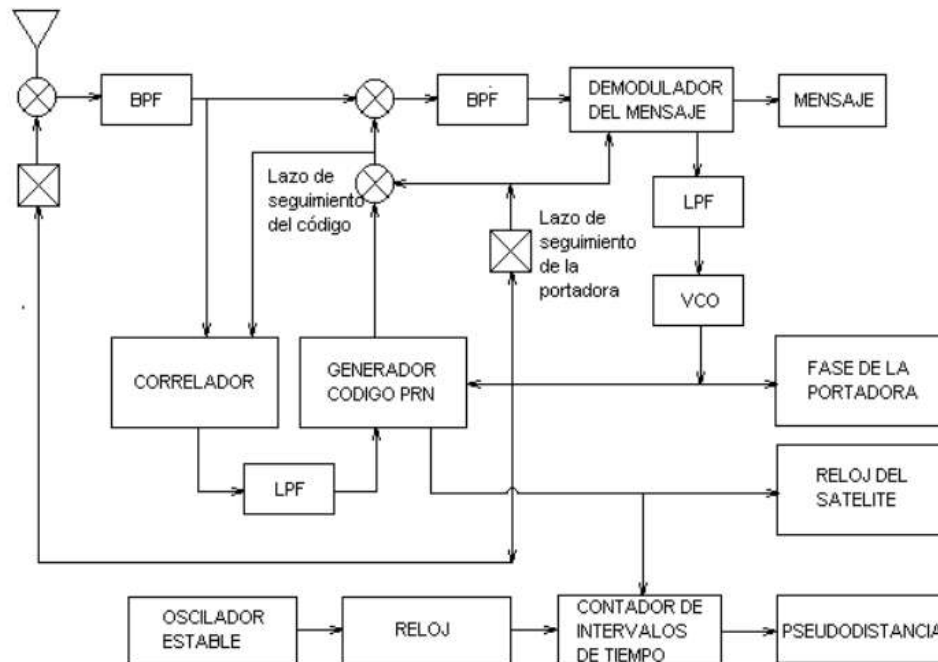 BPF
BPF
DEMODULADOR
DEL MENSAJE
MENSAJE
Lazo de
seguimiento
del código
LPF
Lazo de
seguimiento
de la
portadora
VCO
CORRELADOR
GENERADOR
CODIGO PRN
FASE DE LA
PORTADORA
LPF
RELOJ DEL
SATELITE
OSCILADOR
ESTABLE
RELOJ
CONTADOR DE
INTERVALOS
DE TIEMPO
PSEUDODISTANCIA